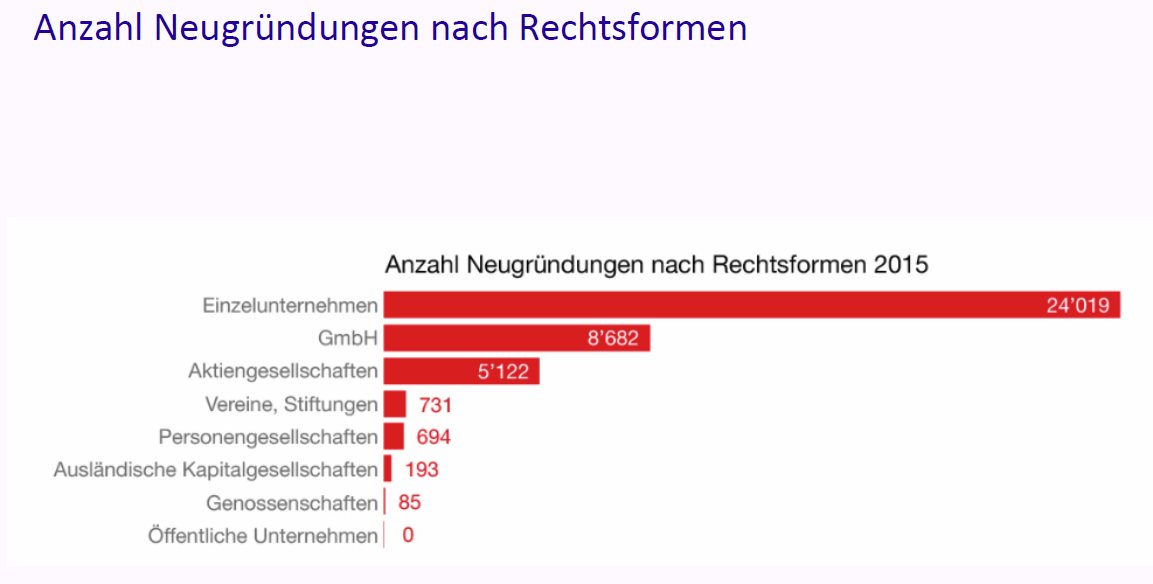 Anzahl Neugründungen nach Rechtsformen
Anzahl Neugründungen nach Rechtsformen 2015
Einzelunternehmen 24’019
GmbH 8’682
Aktiengesellschaften 5’122
Vereine, Stiftungen 731
Personengesellschaften 694
Ausländische Kapitalgesellschaften 193
Genossenschaften 85
Öffentliche Unternehmen 0